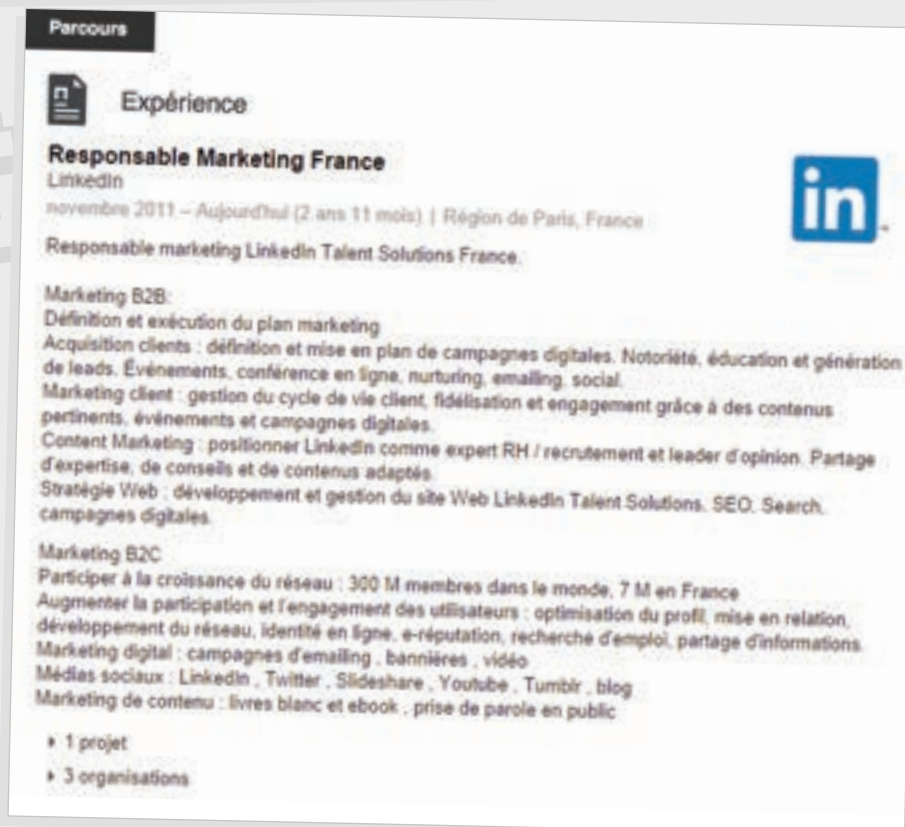 Parcours
Expérience
Responsable Marketing France
LinkedIn
novembre 2011 – Aujourd'hui (2 ans 11 mois) | Région de Paris, France
in
Responsable marketing LinkedIn Talent Solutions France.
Marketing B2B:
Définition et exécution du plan marketing
Acquisition clients : définition et mise en plan de campagnes digitales. Notoriété, éducation et génération
de leads. Événements, conférence en ligne, nurturing, emailing, social.
Marketing client : gestion du cycle de vie client, fidélisation et engagement grâce à des contenus
pertinents, événements et campagnes digitales.
Content Marketing : positionner LinkedIn comme expert RH / recrutement et leader d'opinion. Partage
d'expertise, de conseils et de contenus adaptés.
Stratégie Web : développement et gestion du site Web LinkedIn Talent Solutions. SEO. Search,
campagnes digitales.
Marketing B2C
Participer à la croissance du réseau : 300 M membres dans le monde, 7 M en France
Augmenter la participation et l'engagement des utilisateurs : optimisation du profil, mise en relation,
développement du réseau, identité en ligne, e-réputation, recherche d'emploi, partage d'informations.
Marketing digital : campagnes d'emailing , bannières , vidéo
Médias sociaux : LinkedIn , Twitter , Slideshare , Youtube , Tumblr , blog
Marketing de contenu : livres blanc et ebook , prise de parole en public
1 projet
3 organisations